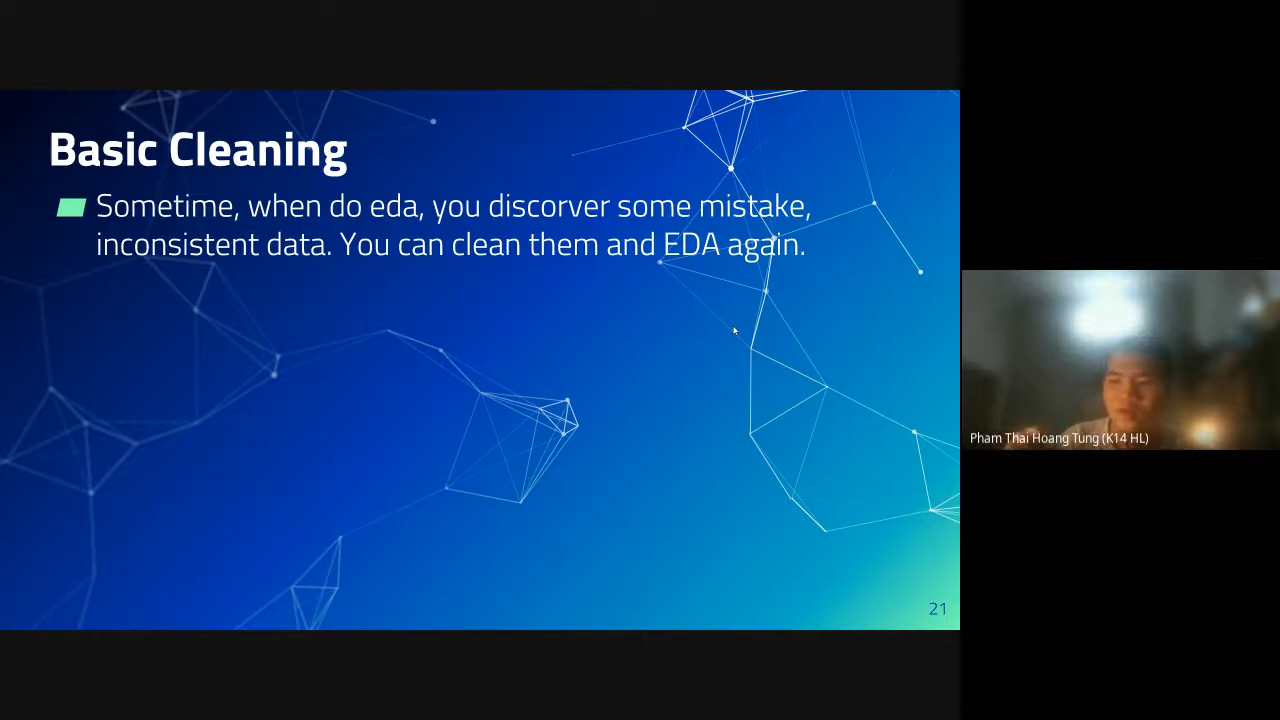 Basic Cleaning
Sometime, when do eda, you discorver some mistake,
inconsistent data. You can clean them and EDA again.
21
Pham Thai Hoang Tung (K14 HL)